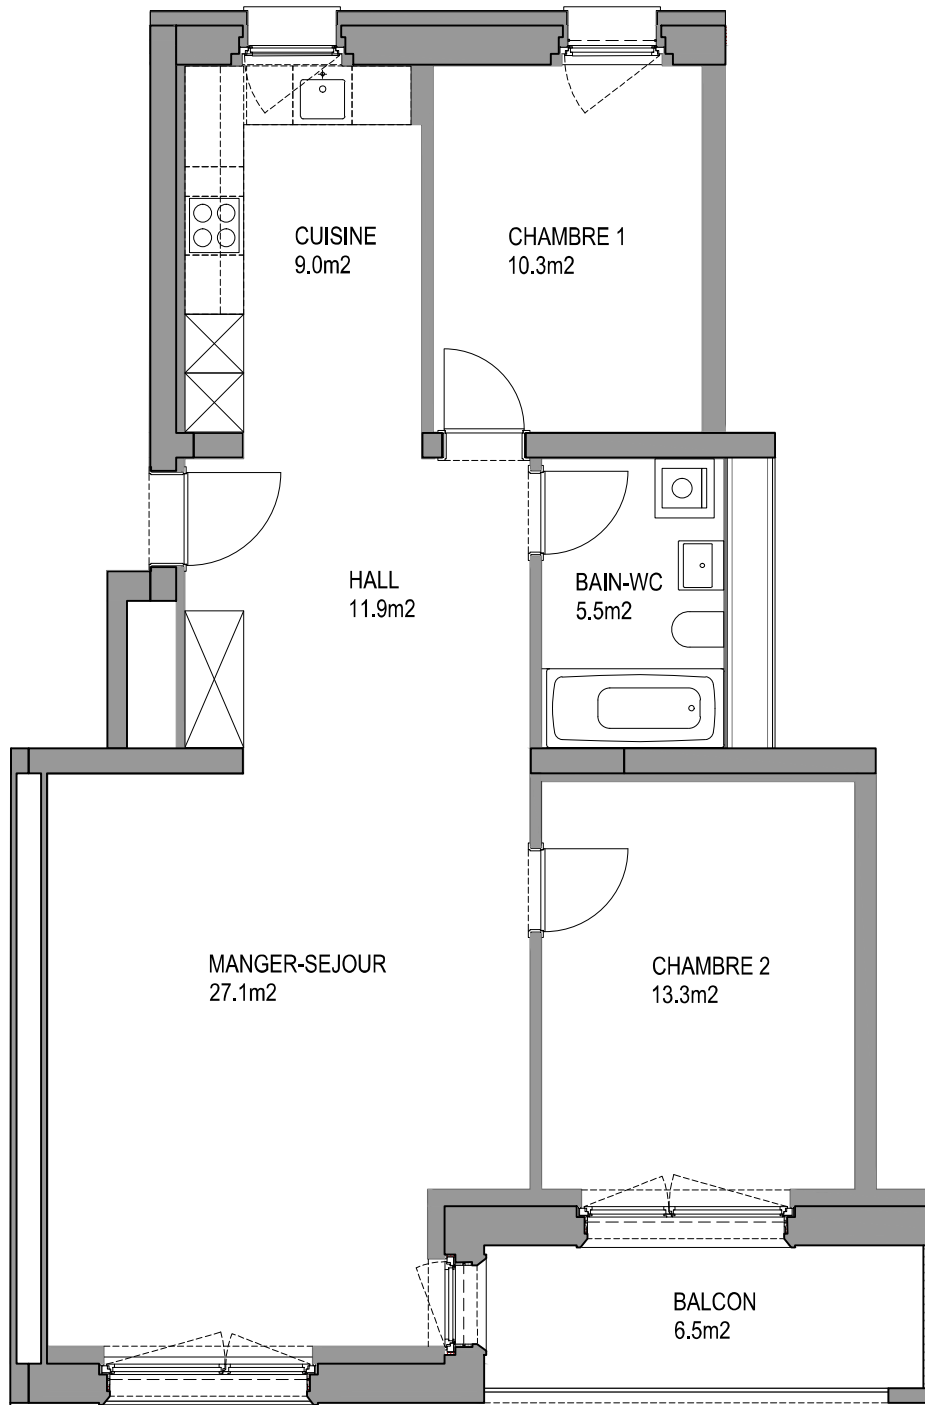 CUISINE
9.0m2
CHAMBRE 1
10.3m2
HALL
11.9m2
BAIN-WC
5.5m2
MANGER-SEJOUR
27.1m2
CHAMBRE 2
13.3m2
BALCON
6.5m2